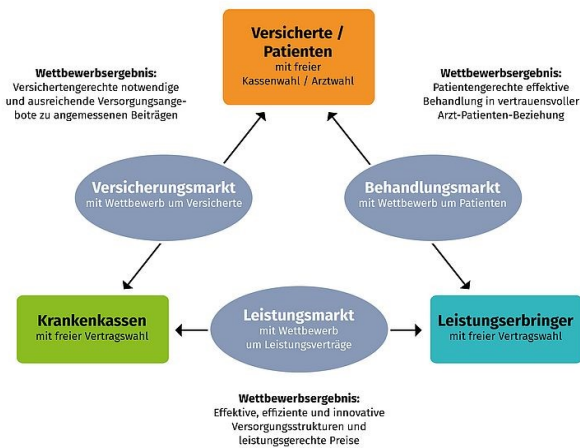 Versicherte /
Patienten
mit freier
Kassenwahl / Arztwahl
Wettbewerbsergebnis:
Versichertengerechte notwendige
und ausreichende Versorgungsange-
bote zu angemessenen Beiträgen
Wettbewerbsergebnis:
Patientengerechte effektive
Behandlung in vertrauensvoller
Arzt-Patienten-Beziehung
Versicherungsmarkt
mit Wettbewerb um Versicherte
Behandlungsmarkt
mit Wettbewerb um Patienten
Krankenkassen
mit freier Vertragswahl
Leistungsmarkt
mit Wettbewerb
um Leistungsverträge
Leistungserbringer
mit freier Vertragswahl
Wettbewerbsergebnis:
Effektive, effiziente und innovative
Versorgungsstrukturen und
leistungsgerechte Preise